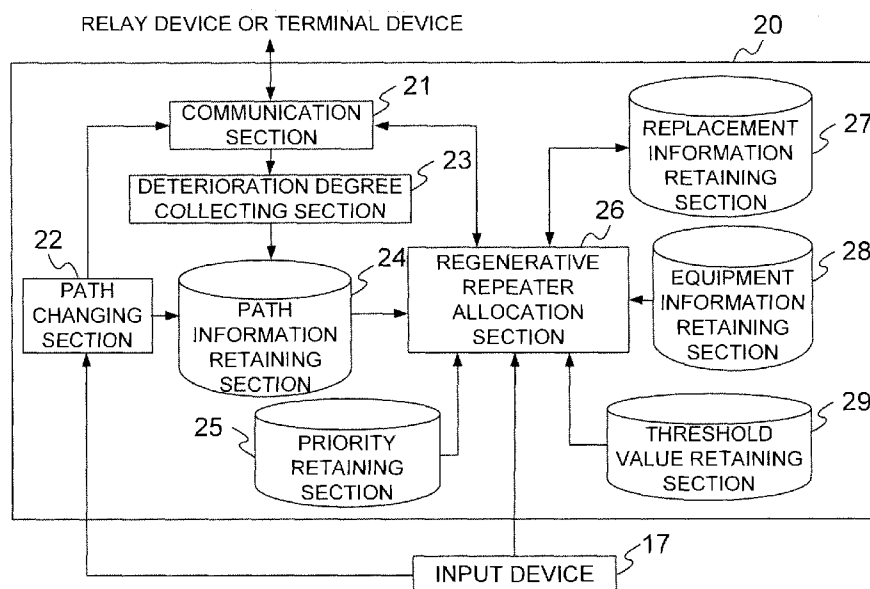 RELAY DEVICE OR TERMINAL DEVICE
20
21
COMMUNICATION
SECTION
23
DETERIORATION DEGREE
COLLECTING SECTION
REPLACEMENT
INFORMATION
RETAINING
SECTION
27
26
REGENERATIVE
REPEATER
ALLOCATION
SECTION
22
PATH
CHANGING
SECTION
24
PATH
INFORMATION
RETAINING
SECTION
EQUIPMENT
INFORMATION
RETAINING
SECTION
28
25
PRIORITY
RETAINING
SECTION
THRESHOLD
VALUE RETAINING
SECTION
29
INPUT DEVICE
17